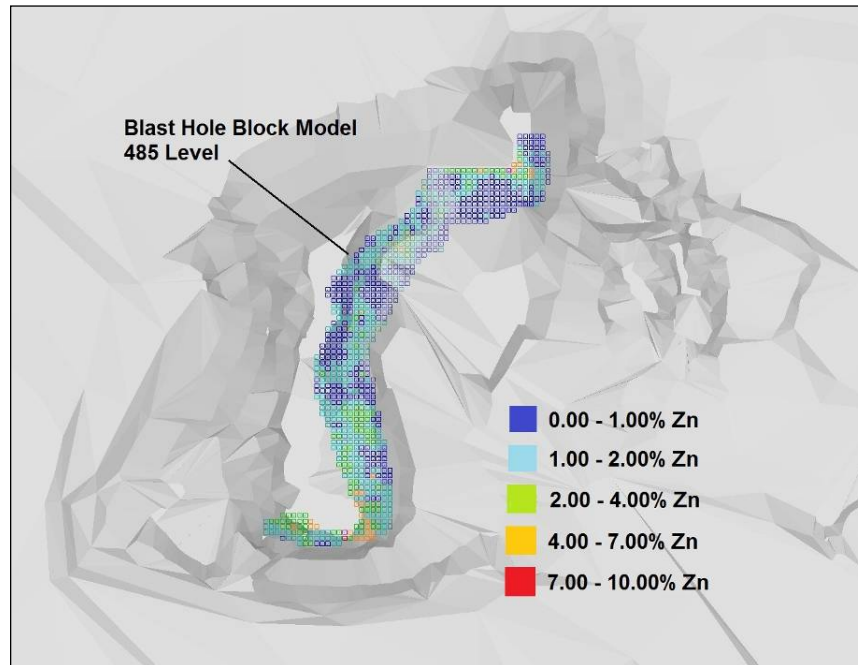 Blast Hole Block Model
485 Level
0.00 - 1.00% Zn
1.00 - 2.00% Zn
2.00 - 4.00% Zn
4.00 - 7.00% Zn
7.00 - 10.00% Zn